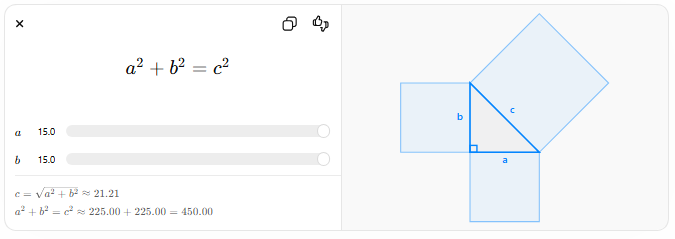 ×
a² + b² = c²
a 15.0
b 15.0
c = √a² + b² ≈ 21.21
a² + b² = c² ≈ 225.00 + 225.00 = 450.00
b
c
a